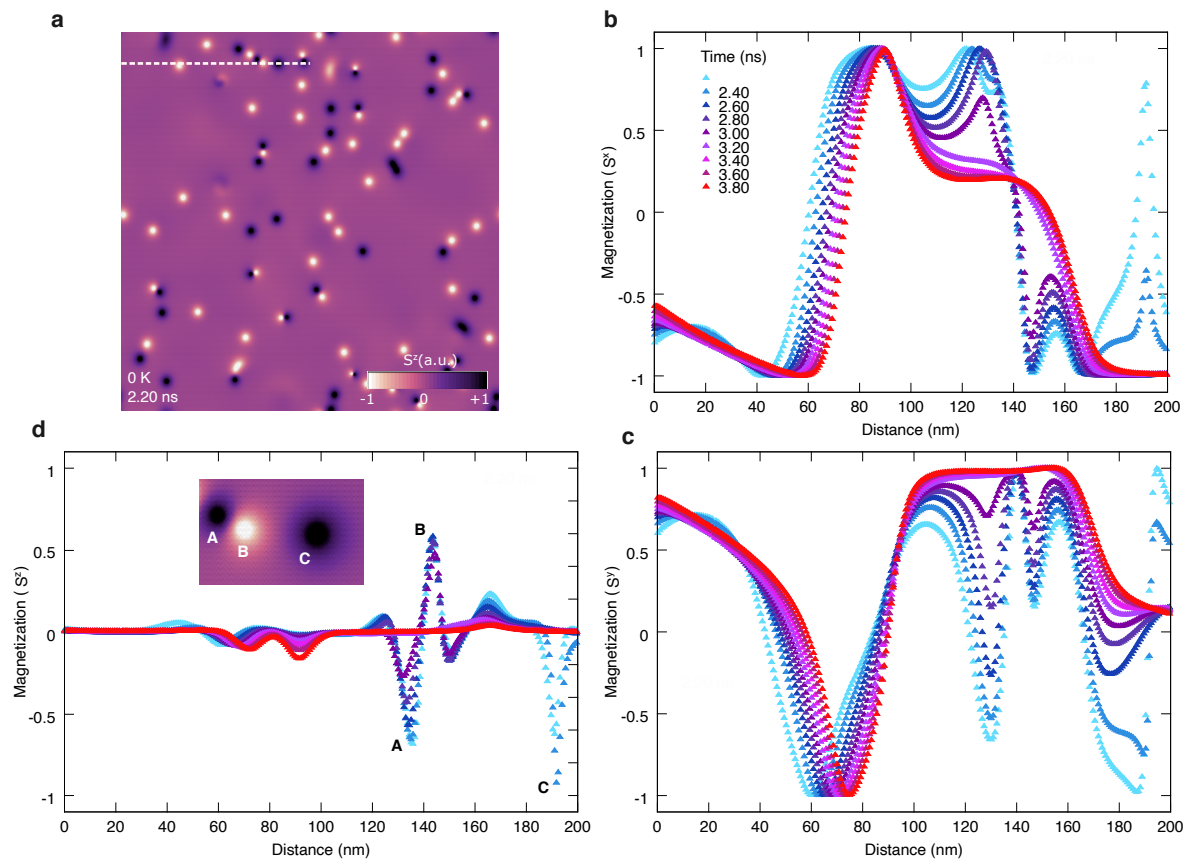 a
S^z(a.u.)
-1 0 +1
0 K
2.20 ns
b
Magnetization ( S^x)
1
0.5
0
-0.5
-1
Time (ns)
2.40
2.60
2.80
3.00
3.20
3.40
3.60
3.80
0 20 40 60 80 100 120 140 160 180 200
Distance (nm)
d
Magnetization ( S^z)
1
0.5
0
-0.5
-1
A
B
C
A
B
C
0 20 40 60 80 100 120 140 160 180 200
Distance (nm)
c
Magnetization ( S^y)
1
0.5
0
-0.5
-1
0 20 40 60 80 100 120 140 160 180 200
Distance (nm)